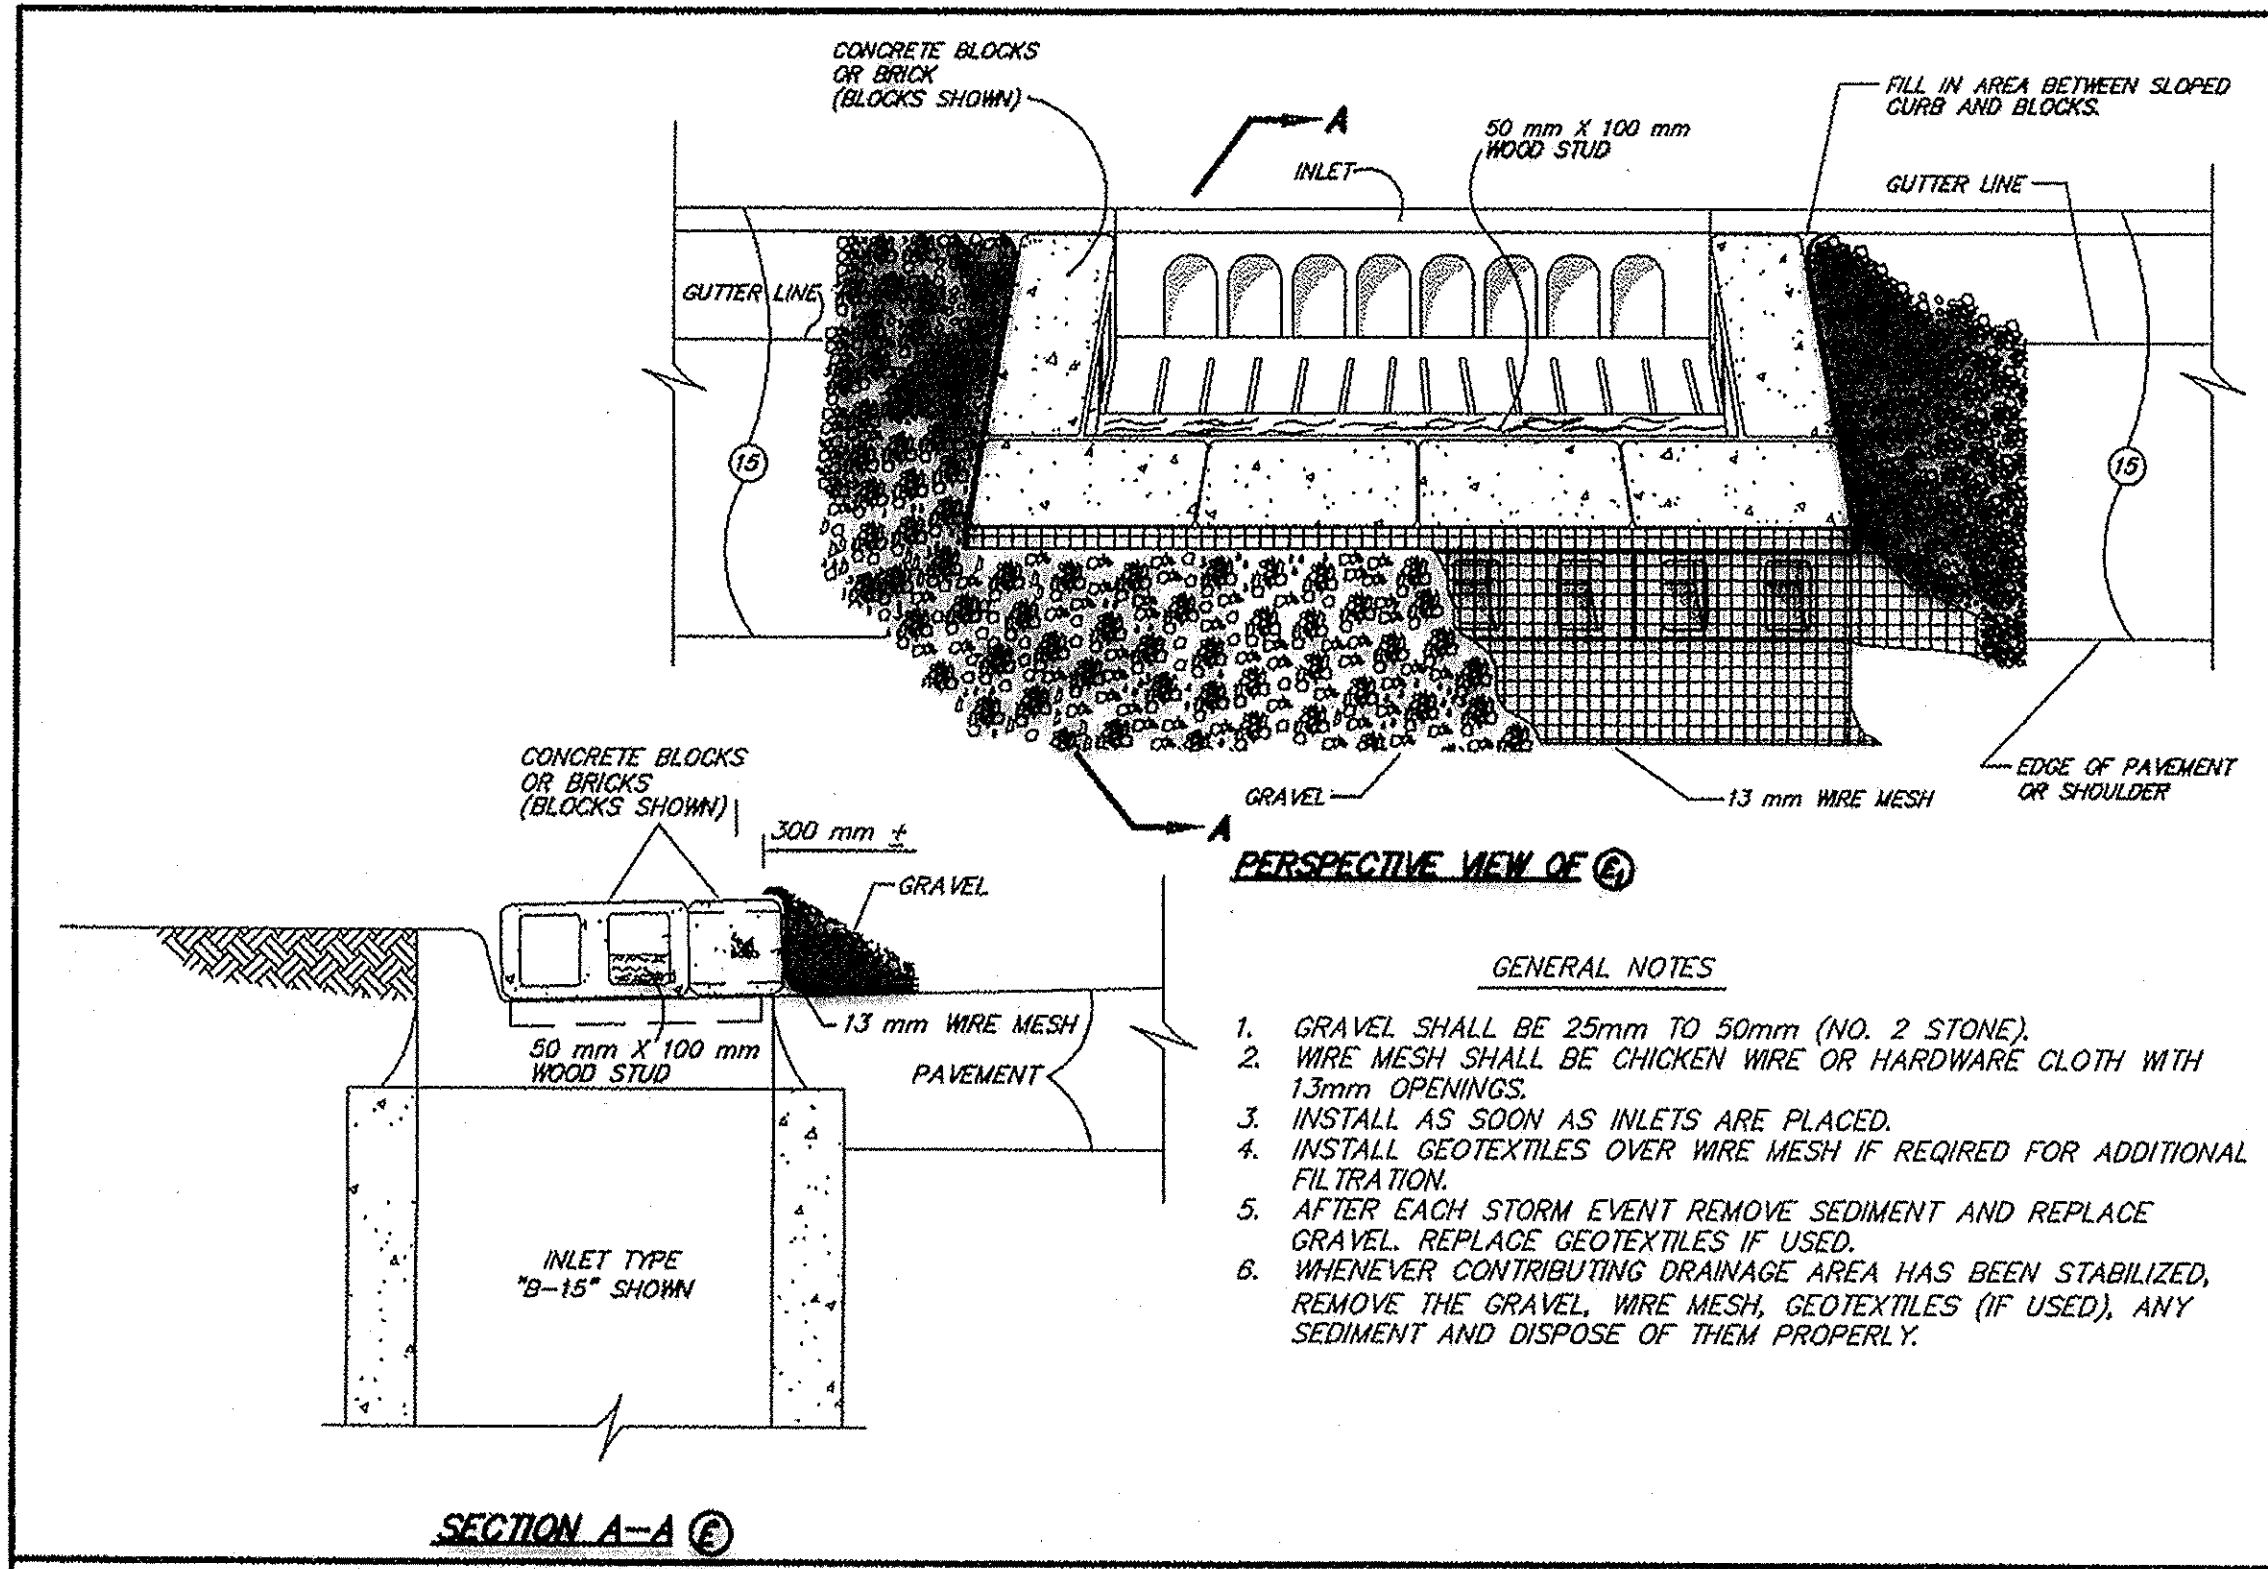 CONCRETE BLOCKS
OR BRICK
(BLOCKS SHOWN)
A
50 mm X 100 mm
WOOD STUD
INLET
FILL IN AREA BETWEEN SLOPED
CURB AND BLOCKS.
GUTTER LINE
GUTTER LINE
15
15
EDGE OF PAVEMENT
OR SHOULDER
13 mm WIRE MESH
GRAVEL
A
PERSPECTIVE VIEW OF E1
CONCRETE BLOCKS
OR BRICKS
(BLOCKS SHOWN)
300 mm ±
GRAVEL
13 mm WIRE MESH
50 mm X 100 mm
WOOD STUD
PAVEMENT
INLET TYPE
"B-15" SHOWN
SECTION A-A E
GENERAL NOTES
1. GRAVEL SHALL BE 25mm TO 50mm (NO. 2 STONE).
2. WIRE MESH SHALL BE CHICKEN WIRE OR HARDWARE CLOTH WITH
13mm OPENINGS.
3. INSTALL AS SOON AS INLETS ARE PLACED.
4. INSTALL GEOTEXTILES OVER WIRE MESH IF REQIRED FOR ADDITIONAL
FILTRATION.
5. AFTER EACH STORM EVENT REMOVE SEDIMENT AND REPLACE
GRAVEL. REPLACE GEOTEXTILES IF USED.
6. WHENEVER CONTRIBUTING DRAINAGE AREA HAS BEEN STABILIZED,
REMOVE THE GRAVEL, WIRE MESH, GEOTEXTILES (IF USED), ANY
SEDIMENT AND DISPOSE OF THEM PROPERLY.